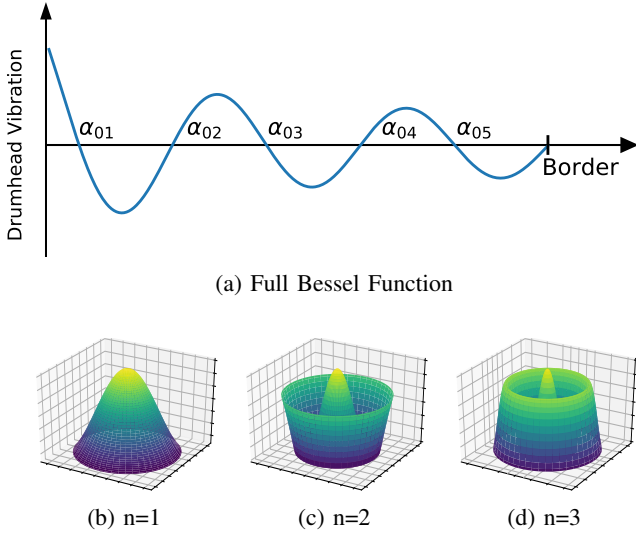 Drumhead Vibration
α01 α02 α03 α04 α05
Border
(a) Full Bessel Function
(b) n=1 (c) n=2 (d) n=3